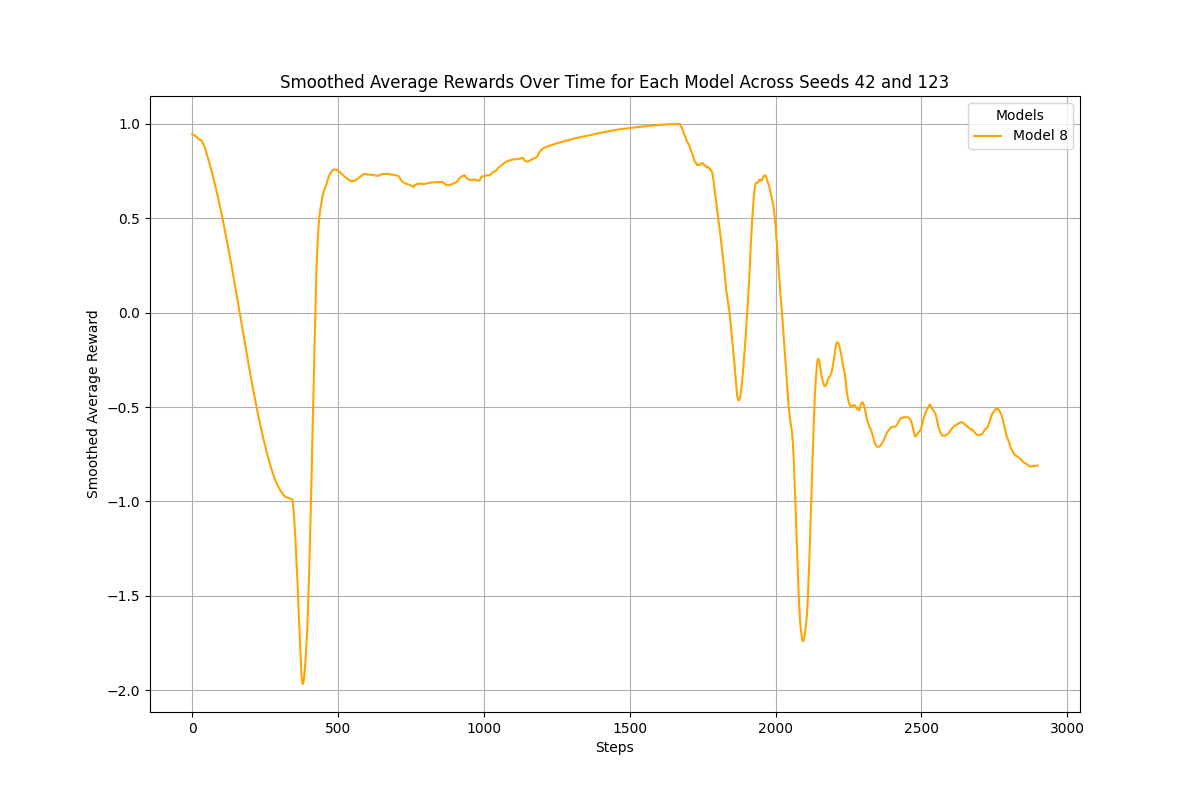 Smoothed Average Rewards Over Time for Each Model Across Seeds 42 and 123
Models
Model 8
Smoothed Average Reward
1.0
0.5
0.0
−0.5
−1.0
−1.5
−2.0
0 500 1000 1500 2000 2500 3000
Steps